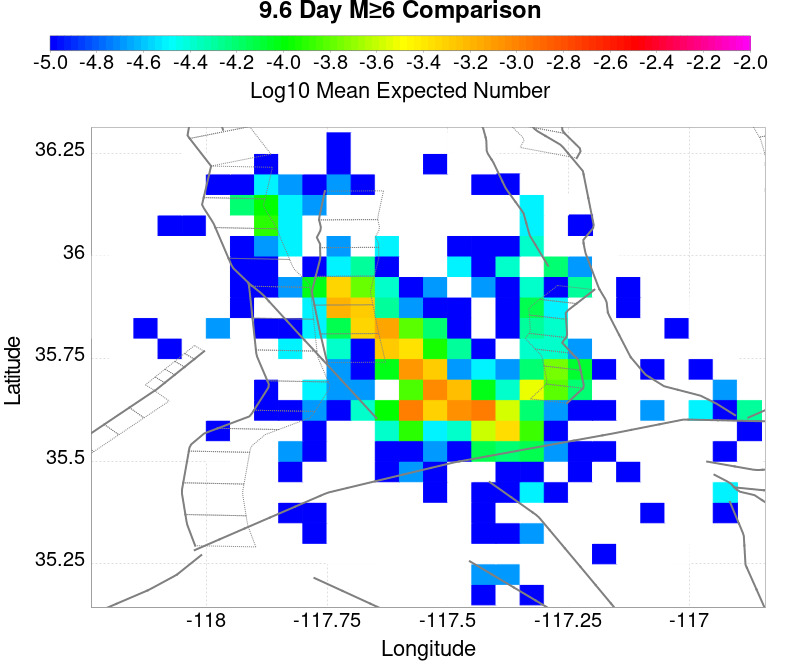 9.6 Day M≥6 Comparison
-5.0 -4.8 -4.6 -4.4 -4.2 -4.0 -3.8 -3.6 -3.4 -3.2 -3.0 -2.8 -2.6 -2.4 -2.2 -2.0
Log10 Mean Expected Number
36.25
36
35.75
35.5
35.25
Latitude
-118 -117.75 -117.5 -117.25 -117
Longitude